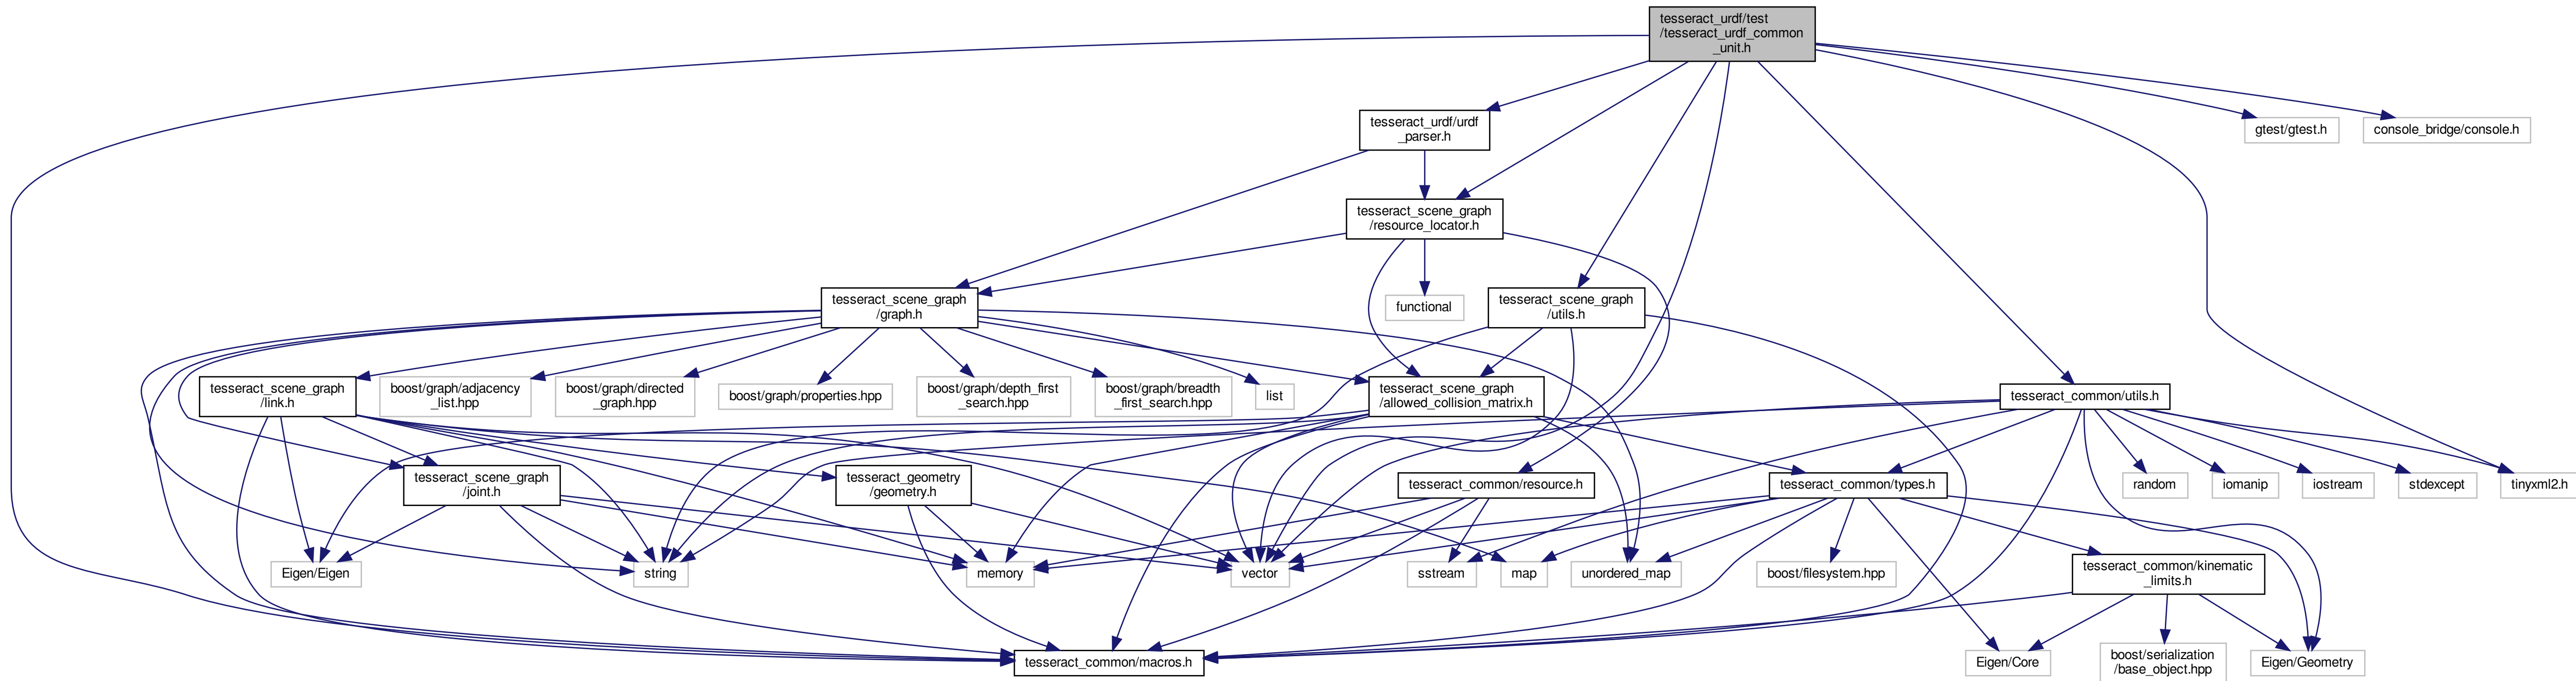 tesseract_urdf/test
/tesseract_urdf_common
_unit.h
tesseract_urdf/urdf
_parser.h
gtest/gtest.h
console_bridge/console.h
tesseract_scene_graph
/resource_locator.h
tesseract_scene_graph
/graph.h
functional
tesseract_scene_graph
/utils.h
tesseract_scene_graph
/link.h
boost/graph/adjacency
_list.hpp
boost/graph/directed
_graph.hpp
boost/graph/properties.hpp
boost/graph/depth_first
_search.hpp
boost/graph/breadth
_first_search.hpp
list
tesseract_scene_graph
/allowed_collision_matrix.h
tesseract_common/utils.h
tesseract_scene_graph
/joint.h
tesseract_geometry
/geometry.h
tesseract_common/resource.h
tesseract_common/types.h
random
iomanip
iostream
stdexcept
tinyxml2.h
Eigen/Eigen
string
memory
vector
sstream
map
unordered_map
boost/filesystem.hpp
tesseract_common/kinematic
_limits.h
tesseract_common/macros.h
Eigen/Core
boost/serialization
/base_object.hpp
Eigen/Geometry